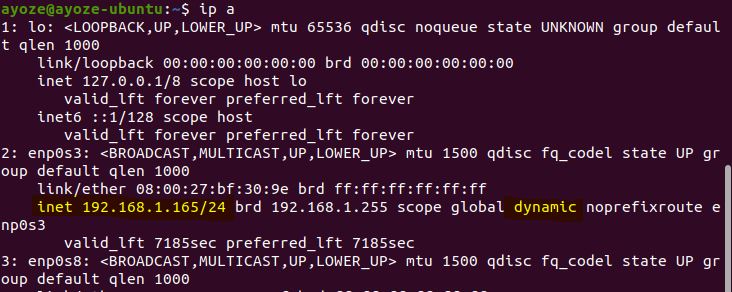 ayoze@ayoze-ubuntu:~$ ip a
1: lo: <LOOPBACK,UP,LOWER_UP> mtu 65536 qdisc noqueue state UNKNOWN group defaul
t qlen 1000
    link/loopback 00:00:00:00:00:00 brd 00:00:00:00:00:00
    inet 127.0.0.1/8 scope host lo
       valid_lft forever preferred_lft forever
    inet6 ::1/128 scope host
       valid_lft forever preferred_lft forever
2: enp0s3: <BROADCAST,MULTICAST,UP,LOWER_UP> mtu 1500 qdisc fq_codel state UP gr
oup default qlen 1000
    link/ether 08:00:27:bf:30:9e brd ff:ff:ff:ff:ff:ff
    inet 192.168.1.165/24 brd 192.168.1.255 scope global dynamic noprefixroute e
np0s3
       valid_lft 7185sec preferred_lft 7185sec
3: enp0s8: <BROADCAST,MULTICAST,UP,LOWER_UP> mtu 1500 qdisc fq_codel state UP gr
oup default qlen 1000